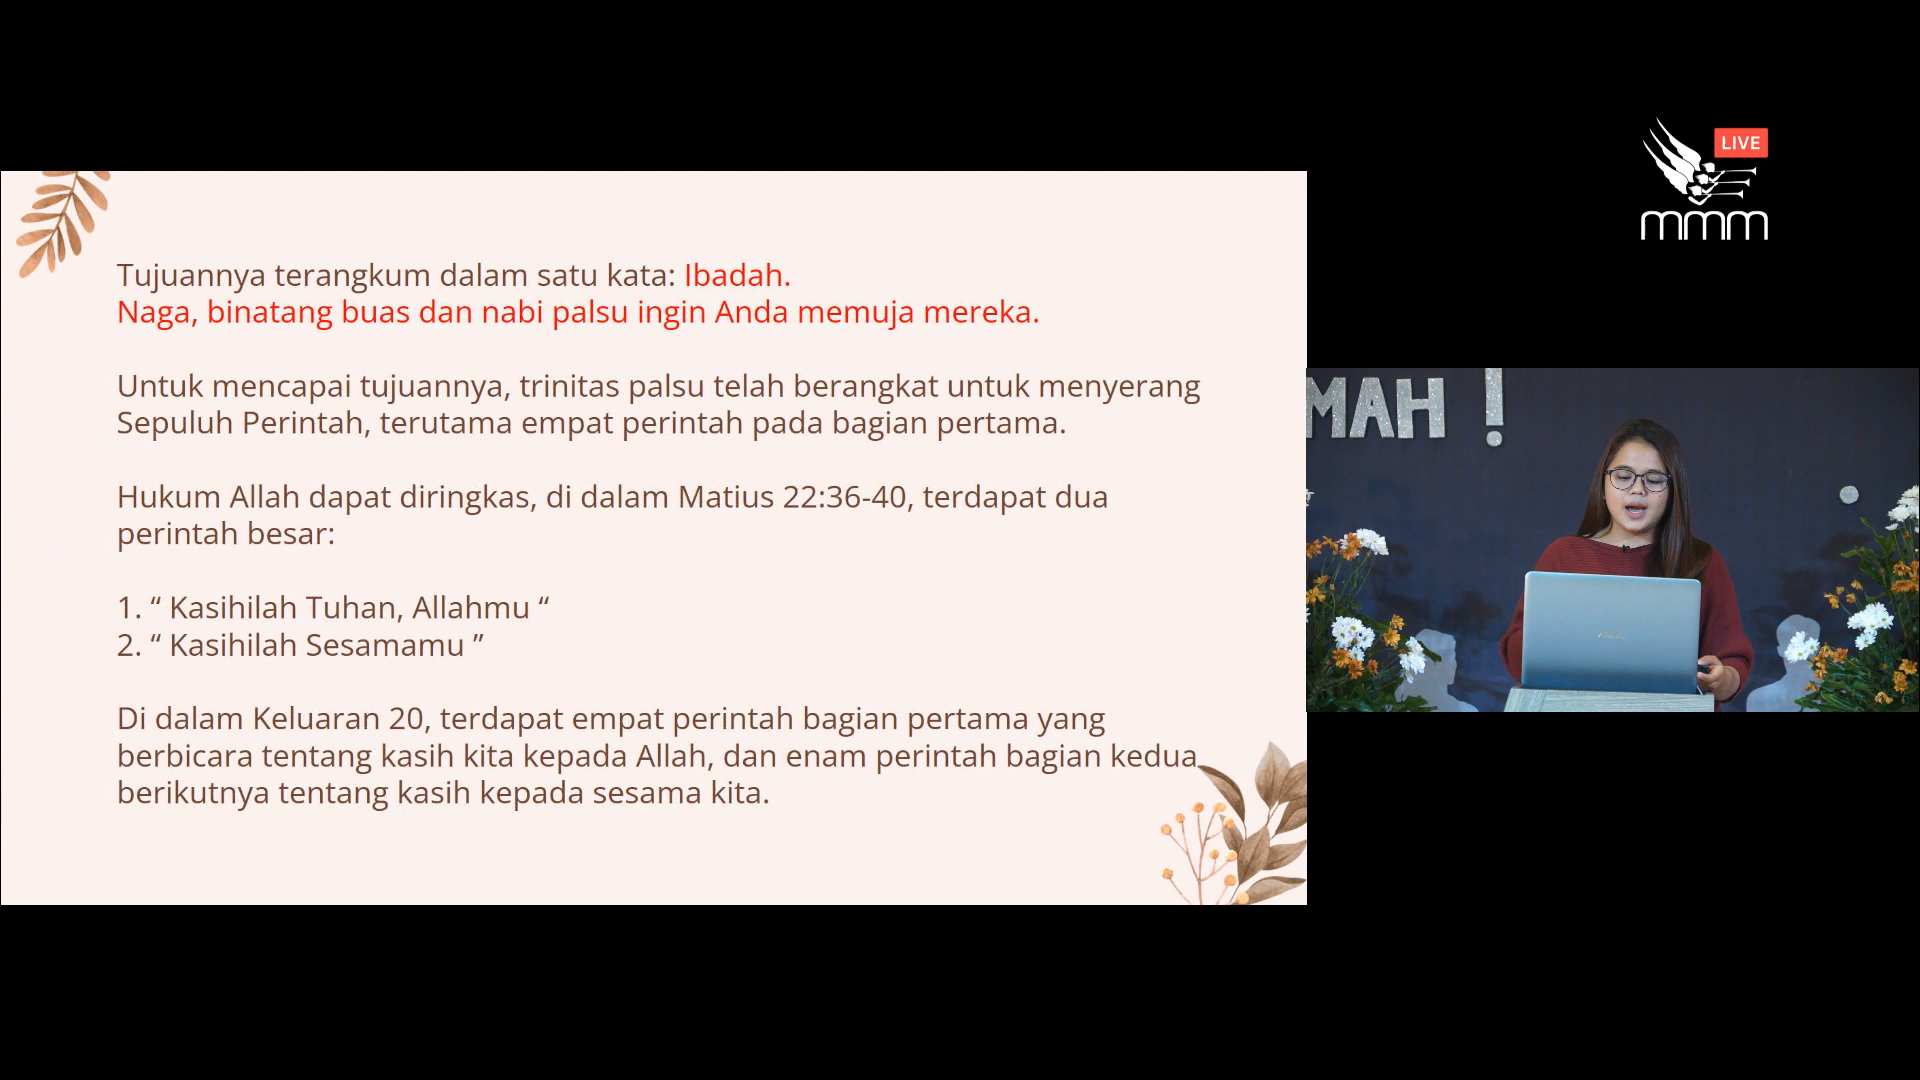 Tujuannya terangkum dalam satu kata: Ibadah.
Naga, binatang buas dan nabi palsu ingin Anda memuja mereka.
Untuk mencapai tujuannya, trinitas palsu telah berangkat untuk menyerang
Sepuluh Perintah, terutama empat perintah pada bagian pertama.
Hukum Allah dapat diringkas, di dalam Matius 22:36-40, terdapat dua
perintah besar:
1. “ Kasihilah Tuhan, Allahmu “
2. “ Kasihilah Sesamamu ”
Di dalam Keluaran 20, terdapat empat perintah bagian pertama yang
berbicara tentang kasih kita kepada Allah, dan enam perintah bagian kedua
berikutnya tentang kasih kepada sesama kita.
LIVE
mmm
MAH !